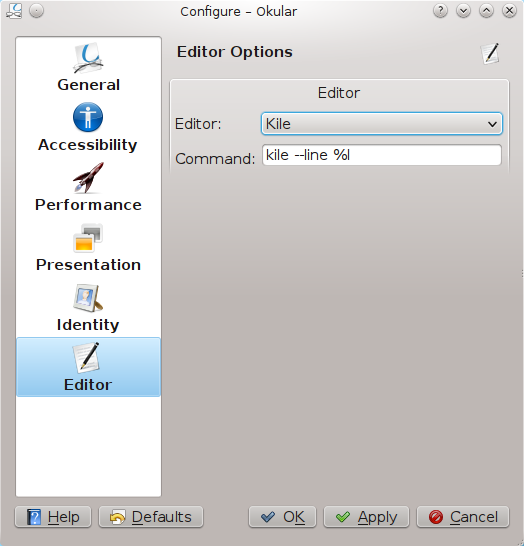 Configure – Okular
General
Accessibility
Performance
Presentation
Identity
Editor
Editor Options
Editor
Editor: Kile
Command: kile --line %l
Help Defaults OK Apply Cancel